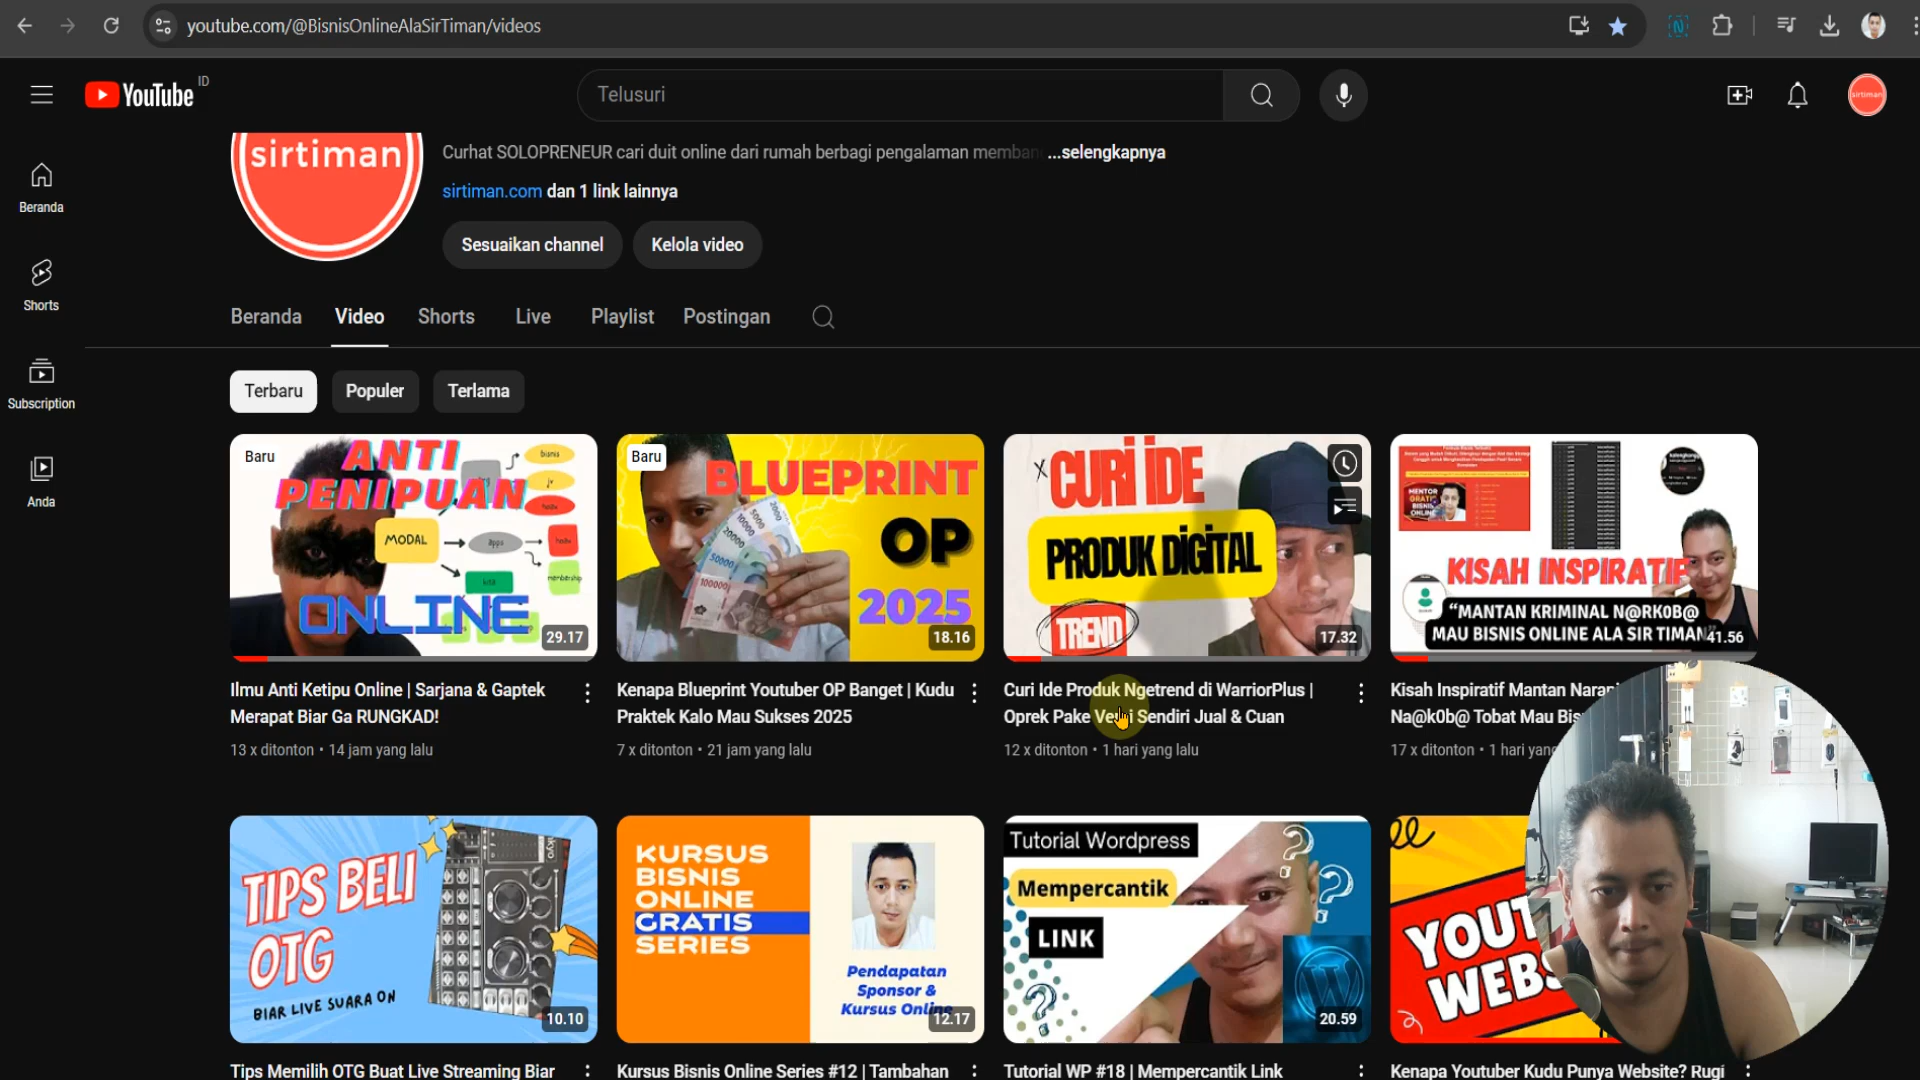 youtube.com/@BisnisOnlineAlaSirTiman/videos
YouTube ID
Telusuri
sirtiman
sirtiman
Curhat SOLOPRENEUR cari duit online dari rumah berbagi pengalaman memban ...selengkapnya
sirtiman.com dan 1 link lainnya
Sesuaikan channel
Kelola video
Beranda
Shorts
Subscription
Anda
Beranda
Video
Shorts
Live
Playlist
Postingan
Terbaru
Populer
Terlama
Baru
ANTI
PENIPUAN
MODAL
bisnis
apps
membership
ONLINE
29.17
Baru
BLUEPRINT
OP
2025
18.16
X CURI IDE
PRODUK DIGITAL
TREND
17.32
MENTOR
GRATIS
BISNIS
ONLINE
KISAH INSPIRATIF
“MANTAN KRIMINAL N@RK0B@
MAU BISNIS ONLINE ALA SIR TIMAN
41.56
Ilmu Anti Ketipu Online | Sarjana & Gaptek
Merapat Biar Ga RUNGKAD!
13 x ditonton • 14 jam yang lalu
Kenapa Blueprint Youtuber OP Banget | Kudu
Praktek Kalo Mau Sukses 2025
7 x ditonton • 21 jam yang lalu
Curi Ide Produk Ngetrend di WarriorPlus |
Oprek Pake Ve Sendiri Jual & Cuan
12 x ditonton • 1 hari yang lalu
Kisah Inspiratif Mantan Narapi
Na@k0b@ Tobat Mau Bis
17 x ditonton • 1 hari yang
TIPS BELI
OTG
BIAR LIVE SUARA ON
10.10
KURSUS
BISNIS
ONLINE
GRATIS
SERIES
Pendapatan
Sponsor &
Kursus Online
12.17
Tutorial Wordpress
Mempercantik
LINK
20.59
YOUT
WEBS
Tips Memilih OTG Buat Live Streaming Biar
Kursus Bisnis Online Series #12 | Tambahan
Tutorial WP #18 | Mempercantik Link
Kenapa Youtuber Kudu Punya Website? Rugi